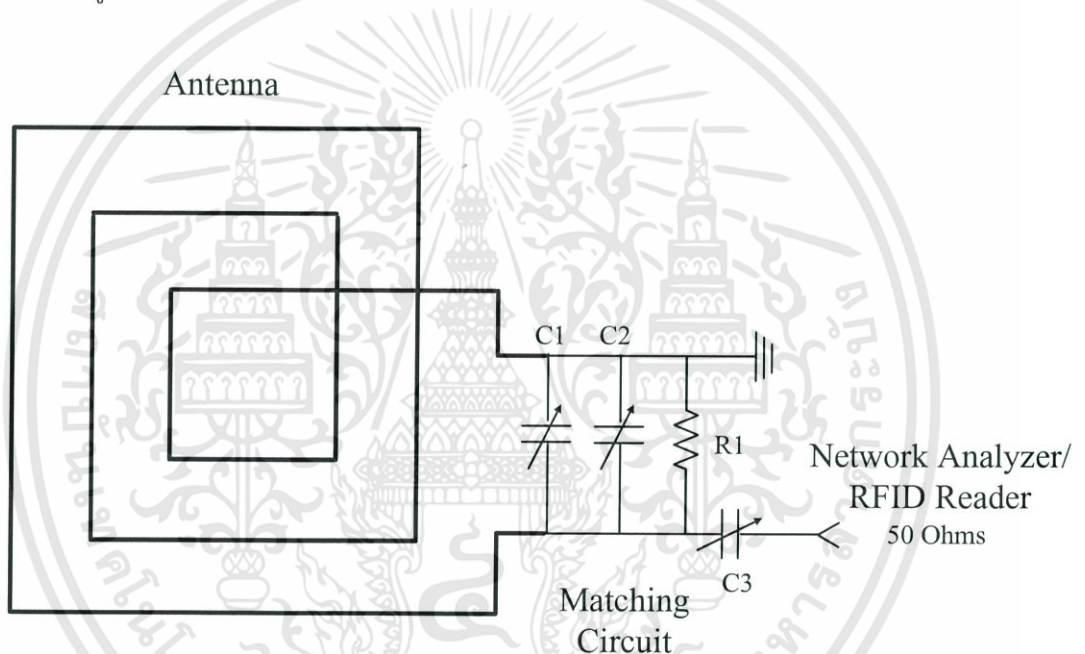 Antenna
C1
C2
R1
C3
Network Analyzer/
RFID Reader
50 Ohms
Matching
Circuit